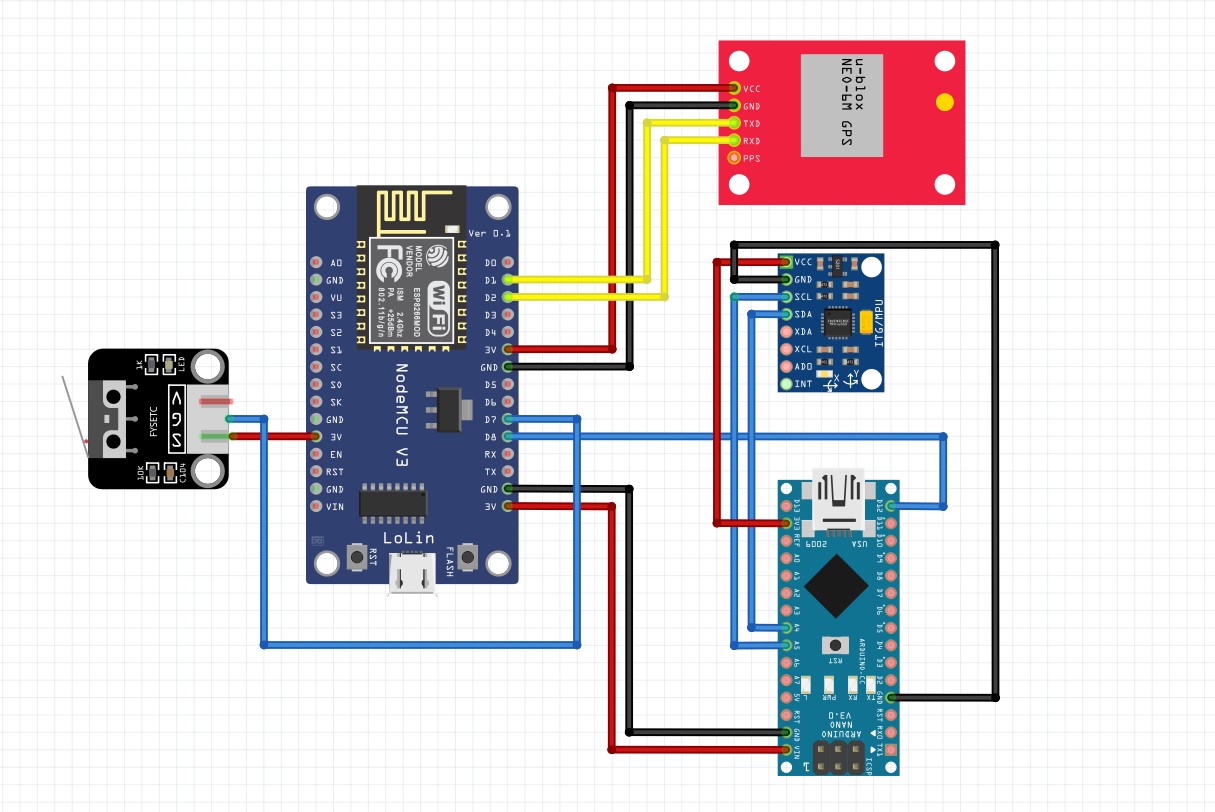 u-blox
NEO-6M GPS
VCC
GND
TXD
RXD
PPS
Ver 0.1
A0
GND
VU
S3
S2
S1
SC
S0
SK
GND
3V
EN
RST
GND
VIN
D0
D1
D2
D3
D4
3V
GND
D5
D6
D7
D8
RX
TX
GND
3V
MODEL
VENDOR
ESP8266MOD
FC
Wi Fi
ISM 2.4GHz
PA +25dBm
802.11b/g/n
NodeMCU V3
LoLin
RST
FLASH
1K
LED
FYSETC
V
G
S
10K
C104
VCC
GND
SCL
SDA
XDA
XCL
ADO
INT
ITG/MPU
X
Y
D13
3V3
REF
A0
A1
A2
A3
A4
A5
A6
A7
5V
RST
GND
VIN
D12
D11
D10
D9
D8
D7
D6
D5
D4
D3
D2
GND
RST
RX0
TX1
2009
USA
RST
ARDUINO.CC
L
PWR
RX
TX
ARDUINO
NANO
V3.0
ICSP
1